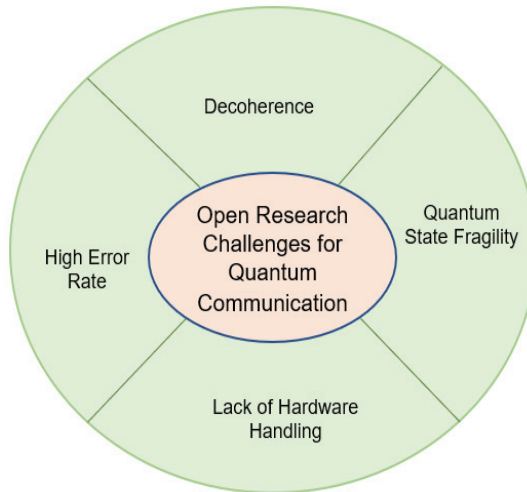 Decoherence
Open Research
Challenges for
Quantum
Communication
Quantum
State Fragility
High Error
Rate
Lack of Hardware
Handling